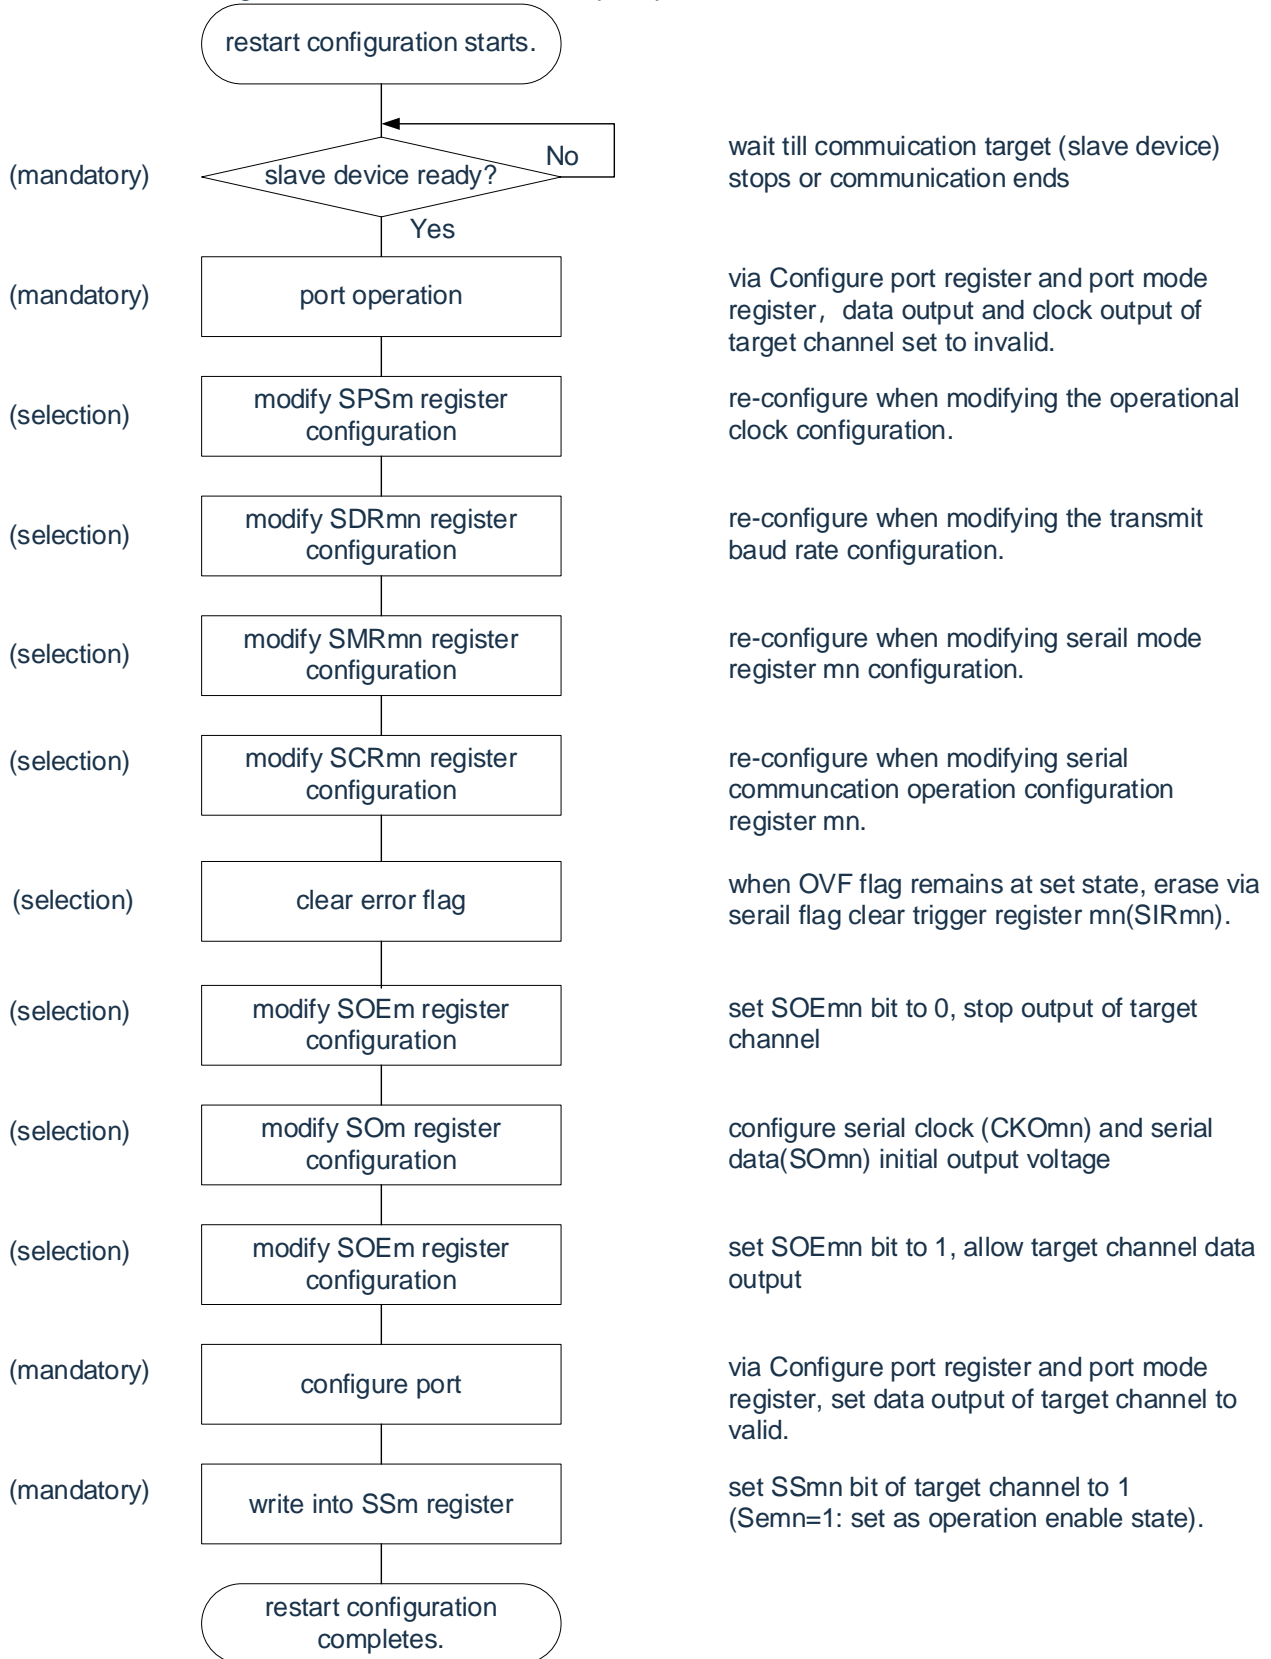 restart configuration starts.
No
(mandatory)
slave device ready?
wait till commuication target (slave device)
stops or communication ends
Yes
(mandatory)
port operation
via Configure port register and port mode
register，data output and clock output of
target channel set to invalid.
(selection)
modify SPSm register
configuration
re-configure when modifying the operational
clock configuration.
(selection)
modify SDRmn register
configuration
re-configure when modifying the transmit
baud rate configuration.
(selection)
modify SMRmn register
configuration
re-configure when modifying serail mode
register mn configuration.
(selection)
modify SCRmn register
configuration
re-configure when modifying serial
communcation operation configuration
register mn.
(selection)
clear error flag
when OVF flag remains at set state, erase via
serail flag clear trigger register mn(SIRmn).
(selection)
modify SOEm register
configuration
set SOEmn bit to 0, stop output of target
channel
(selection)
modify SOm register
configuration
configure serial clock (CKOmn) and serial
data(SOmn) initial output voltage
(selection)
modify SOEm register
configuration
set SOEmn bit to 1, allow target channel data
output
(mandatory)
configure port
via Configure port register and port mode
register, set data output of target channel to
valid.
(mandatory)
write into SSm register
set SSmn bit of target channel to 1
(Semn=1: set as operation enable state).
restart configuration
completes.